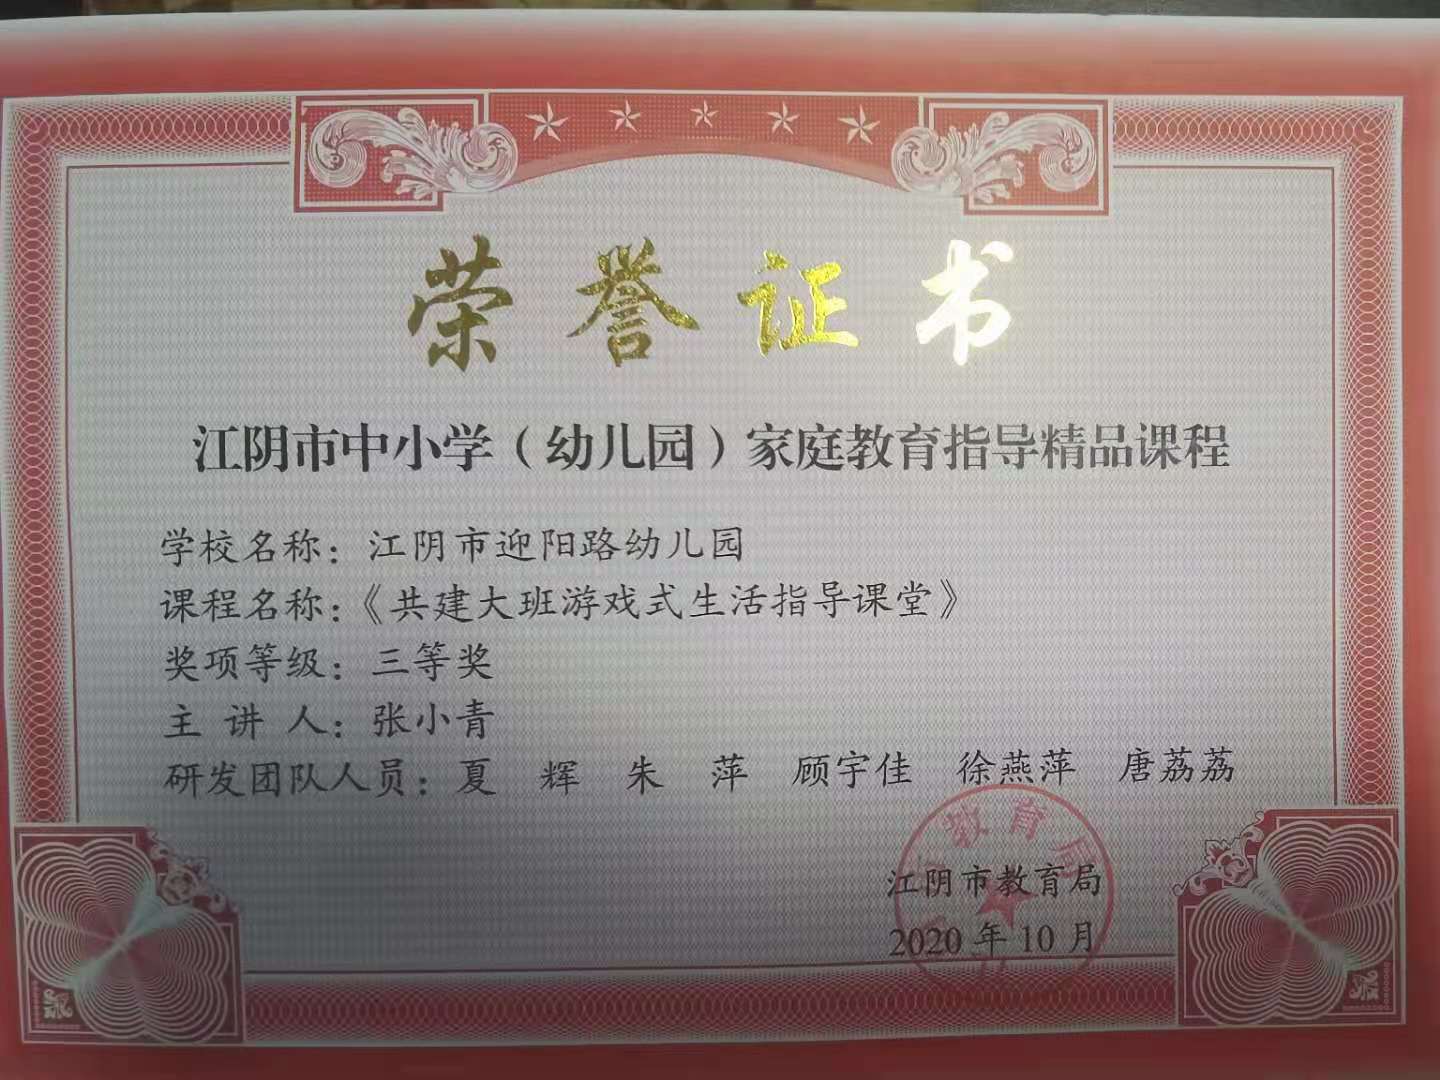 荣誉证书
江阴市中小学（幼儿园）家庭教育指导精品课程
学校名称：江阴市迎阳路幼儿园
课程名称：《共建大班游戏式生活指导课堂》
奖项等级：三等奖
主 讲 人：张小青
研发团队人员：夏 辉 朱 萍 顾宇佳 徐燕萍 唐荔荔
教育局
江阴市教育局
2020年10月